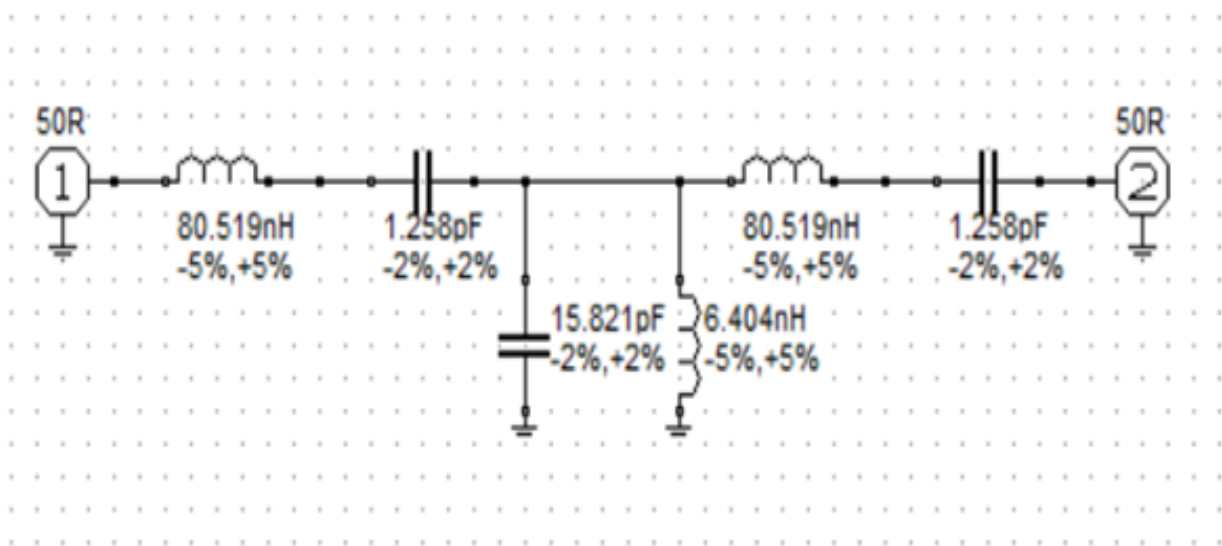 50R
50R
1
2
80.519nH
-5%,+5%
1.258pF
-2%,+2%
80.519nH
-5%,+5%
1.258pF
-2%,+2%
15.821pF
-2%,+2%
6.404nH
-5%,+5%